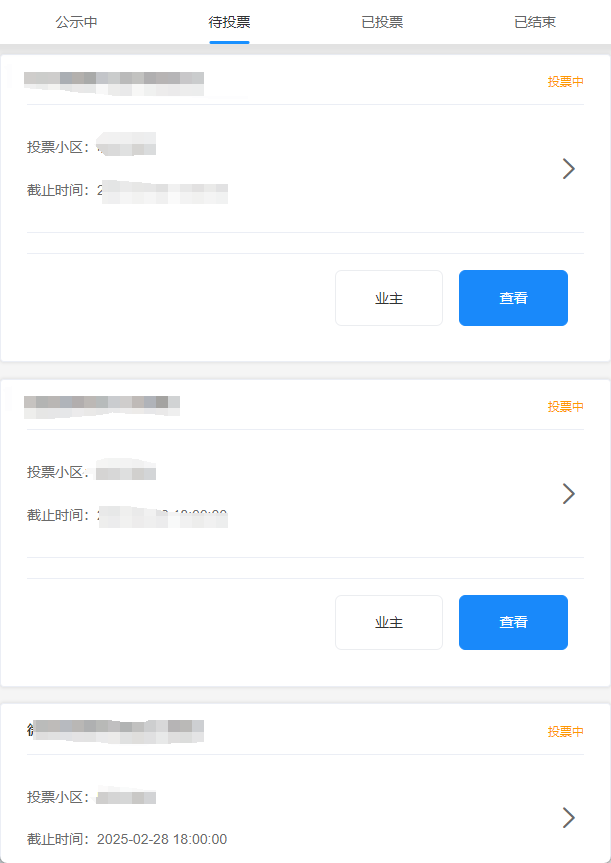 公示中
待投票
已投票
已结束
投票中
投票小区：
截止时间：2
业主
查看
投票中
投票小区：
截止时间：
业主
查看
投票中
投票小区：
截止时间：2025-02-28 18:00:00